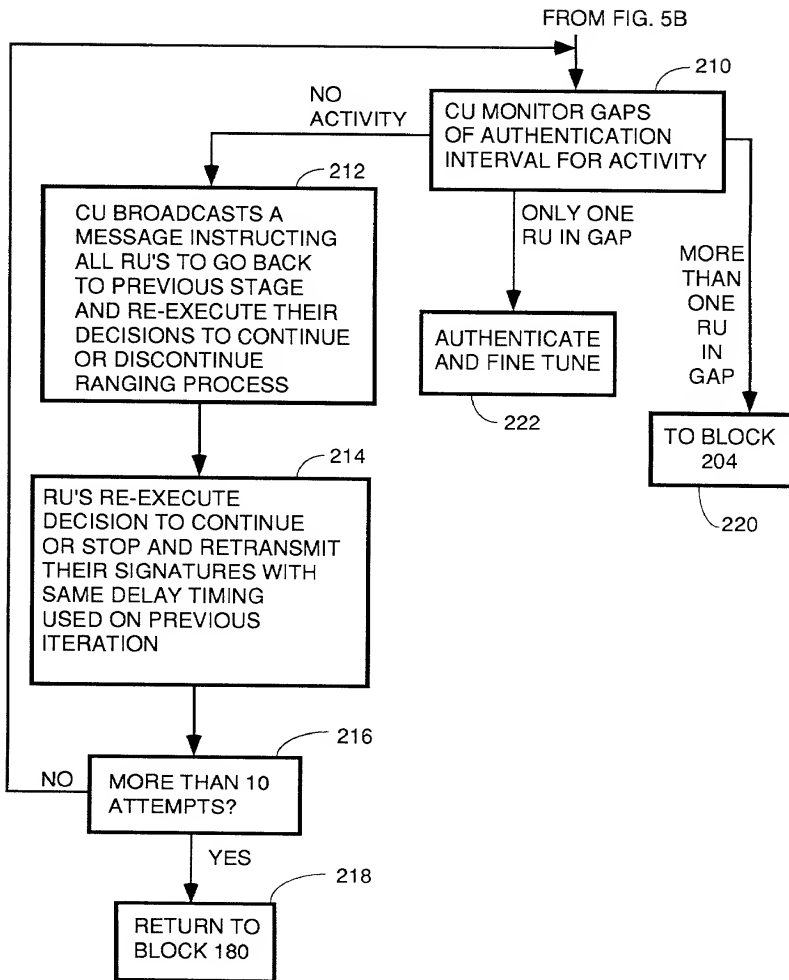 FROM FIG. 5B
210
CU MONITOR GAPS
OF AUTHENTICATION
INTERVAL FOR ACTIVITY
NO
ACTIVITY
212
CU BROADCASTS A
MESSAGE INSTRUCTING
ALL RU'S TO GO BACK
TO PREVIOUS STAGE
AND RE-EXECUTE THEIR
DECISIONS TO CONTINUE
OR DISCONTINUE
RANGING PROCESS
ONLY ONE
RU IN GAP
MORE
THAN
ONE
RU
IN
GAP
AUTHENTICATE
AND FINE TUNE
222
TO BLOCK
204
220
214
RU'S RE-EXECUTE
DECISION TO CONTINUE
OR STOP AND RETRANSMIT
THEIR SIGNATURES WITH
SAME DELAY TIMING
USED ON PREVIOUS
ITERATION
216
NO
MORE THAN 10
ATTEMPTS?
YES
218
RETURN TO
BLOCK 180